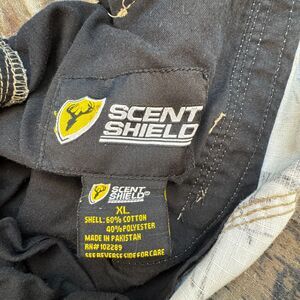 SCENT
SHIELD
SCENT
SHIELD
XL
SHELL: 60% COTTON
40% POLYESTER
MADE IN PAKISTAN
RN# 102289
SEE REVERSE SIDE FOR CARE